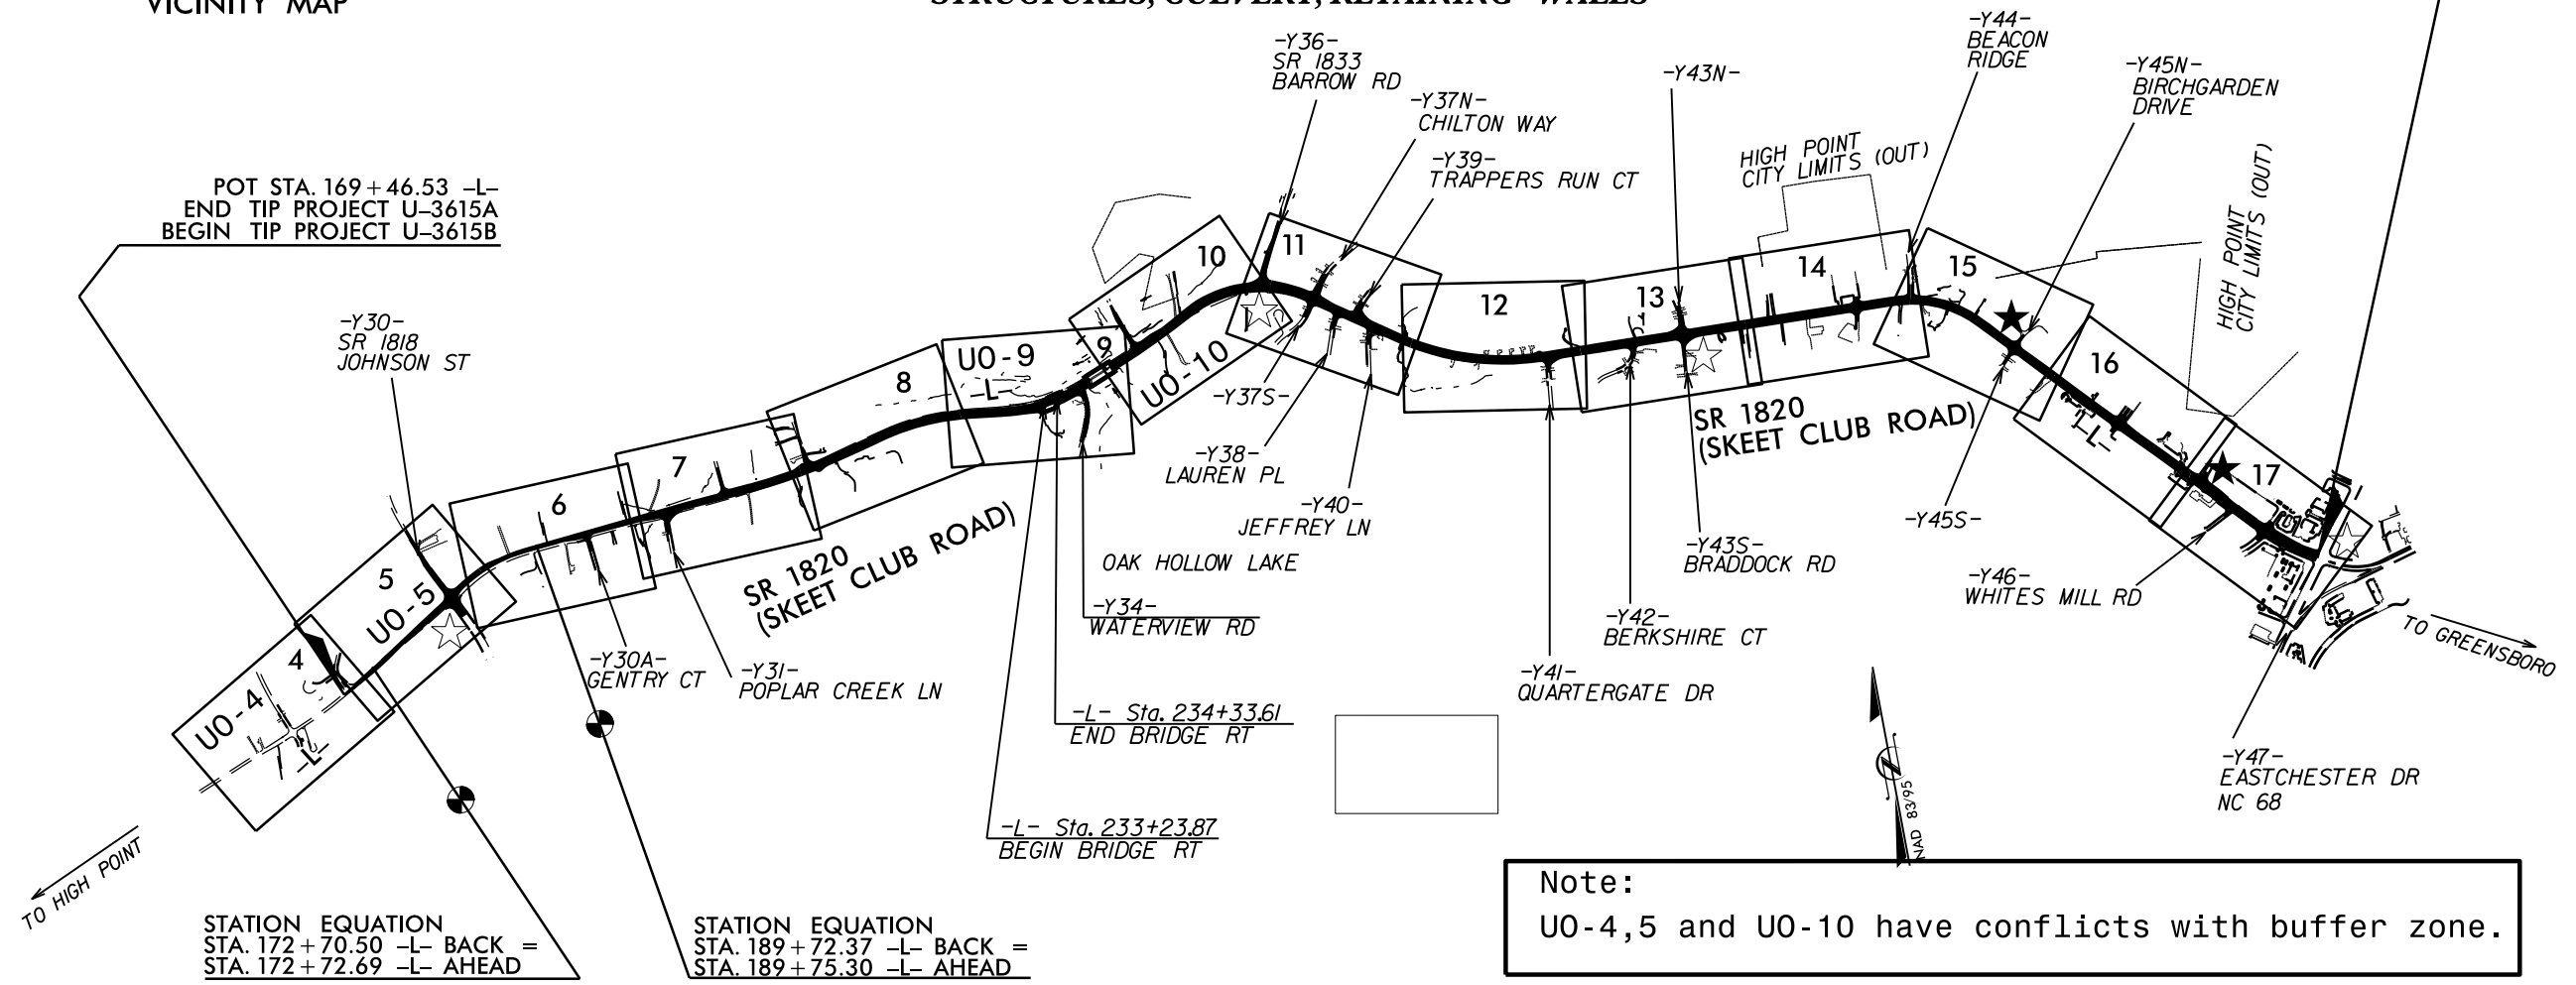 VICINITY MAP
STRUCTURES, CULVERT, RETAINING WALLS
-Y36-
SR 1833
BARROW RD
-Y37N-
CHILTON WAY
-Y39-
TRAPPERS RUN CT
-Y43N-
-Y44-
BEACON
RIDGE
-Y45N-
BIRCHGARDEN
DRIVE
HIGH POINT
CITY LIMITS (OUT)
HIGH POINT
CITY LIMITS (OUT)
POT STA. 169+46.53 -L-
END TIP PROJECT U-3615A
BEGIN TIP PROJECT U-3615B
-Y30-
SR 1818
JOHNSON ST
4
UO-4
-L-
5
UO-5
6
7
8
UO-9
-L-
9
10
UO-10
11
12
13
14
15
16
-L-
17
SR 1820
(SKEET CLUB ROAD)
SR 1820
(SKEET CLUB ROAD)
-Y37S-
-Y38-
LAUREN PL
-Y40-
JEFFREY LN
OAK HOLLOW LAKE
-Y34-
WATERVIEW RD
-Y30A-
GENTRY CT
-Y31-
POPLAR CREEK LN
-L- Sta. 234+33.61
END BRIDGE RT
-L- Sta. 233+23.87
BEGIN BRIDGE RT
-Y41-
QUARTERGATE DR
-Y42-
BERKSHIRE CT
-Y43S-
BRADDOCK RD
-Y45S-
-Y46-
WHITES MILL RD
TO GREENSBORO
-Y47-
EASTCHESTER DR
NC 68
NAD 83/95
TO HIGH POINT
STATION EQUATION
STA. 172+70.50 -L- BACK =
STA. 172+72.69 -L- AHEAD
STATION EQUATION
STA. 189+72.37 -L- BACK =
STA. 189+75.30 -L- AHEAD
Note:
UO-4,5 and UO-10 have conflicts with buffer zone.